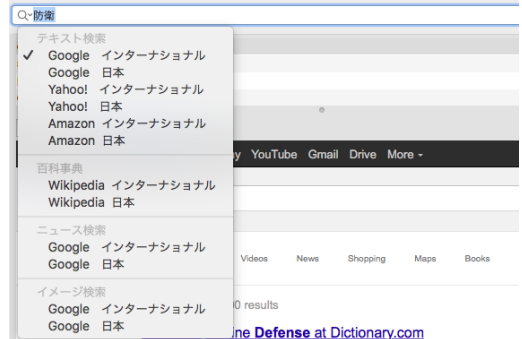 防衛
テキスト検索
✓ Google インターナショナル
Google 日本
Yahoo! インターナショナル
Yahoo! 日本
Amazon インターナショナル
Amazon 日本
YouTube Gmail Drive More
百科事典
Wikipedia インターナショナル
Wikipedia 日本
ニュース検索
Google インターナショナル
Google 日本
Videos News Shopping Maps Books
イメージ検索
Google インターナショナル
results
Google 日本
Defense at Dictionary.com